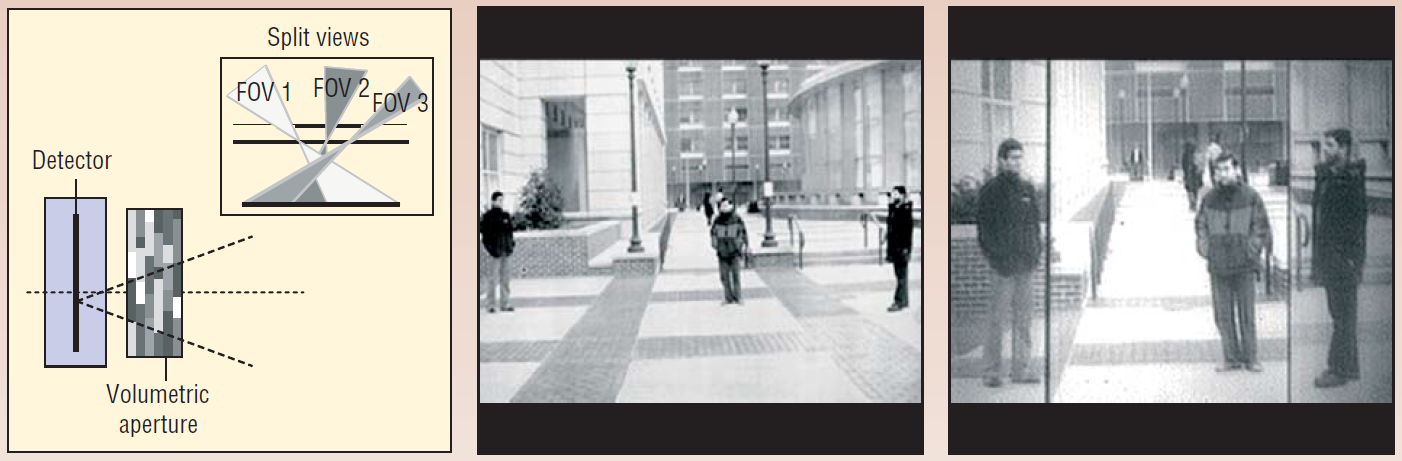 Split views
FOV 1
FOV 2
FOV 3
Detector
Volumetric
aperture